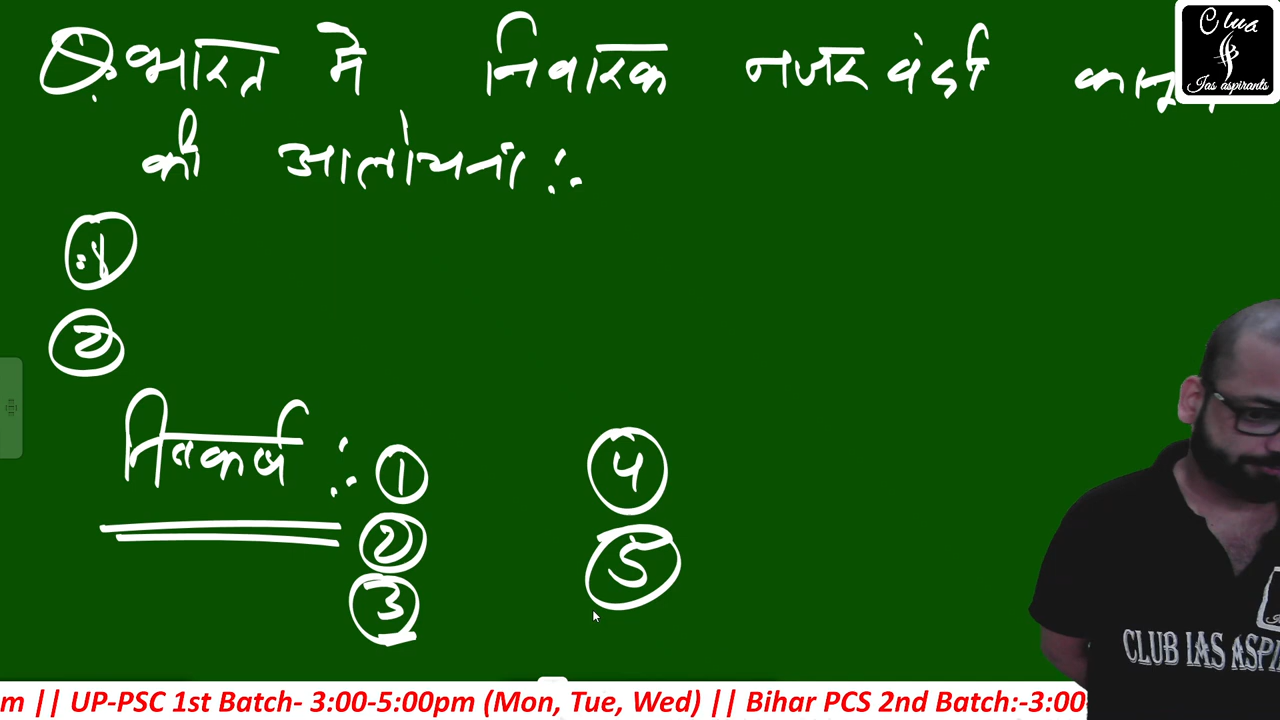 Q. भारत में निवारक नजरबंदी
की आलोचना :-
Club
Ias aspirants
1
2
निष्कर्ष :- 1
2
3
4
5
CLUB IAS ASPI
m || UP-PSC 1st Batch- 3:00-5:00pm (Mon, Tue, Wed) || Bihar PCS 2nd Batch:-3:00-